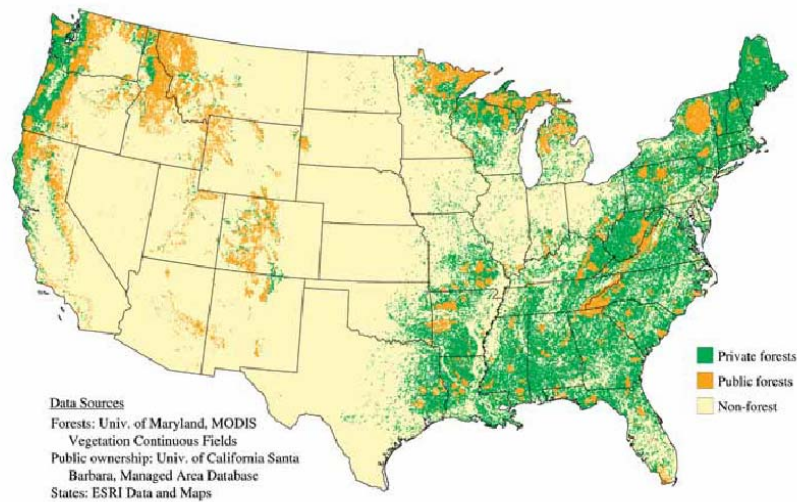 Private forests
Public forests
Non-forest
Data Sources
Forests: Univ. of Maryland, MODIS
Vegetation Continuous Fields
Public ownership: Univ. of California Santa
Barbara, Managed Area Database
States: ESRI Data and Maps